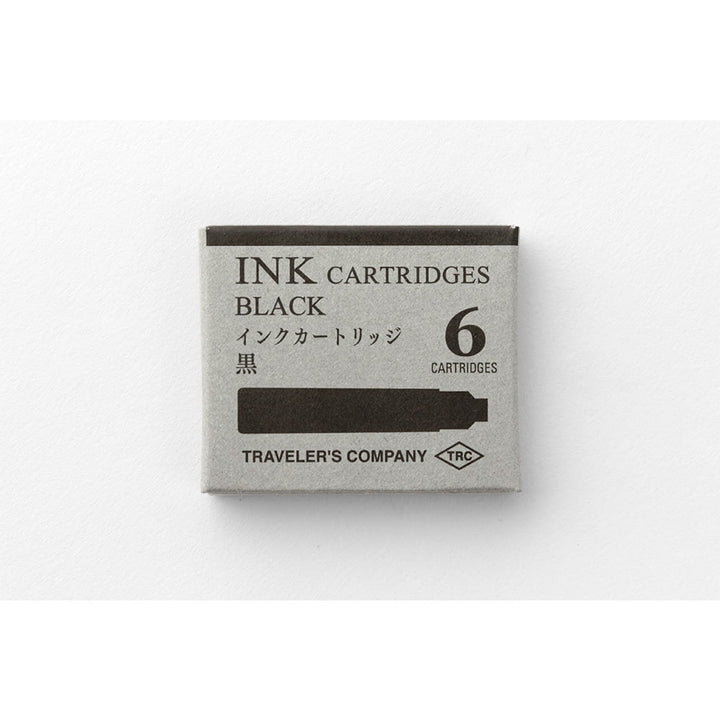 INK CARTRIDGES
BLACK
インクカートリッジ
黒
6
CARTRIDGES
TRAVELER'S COMPANY TRC